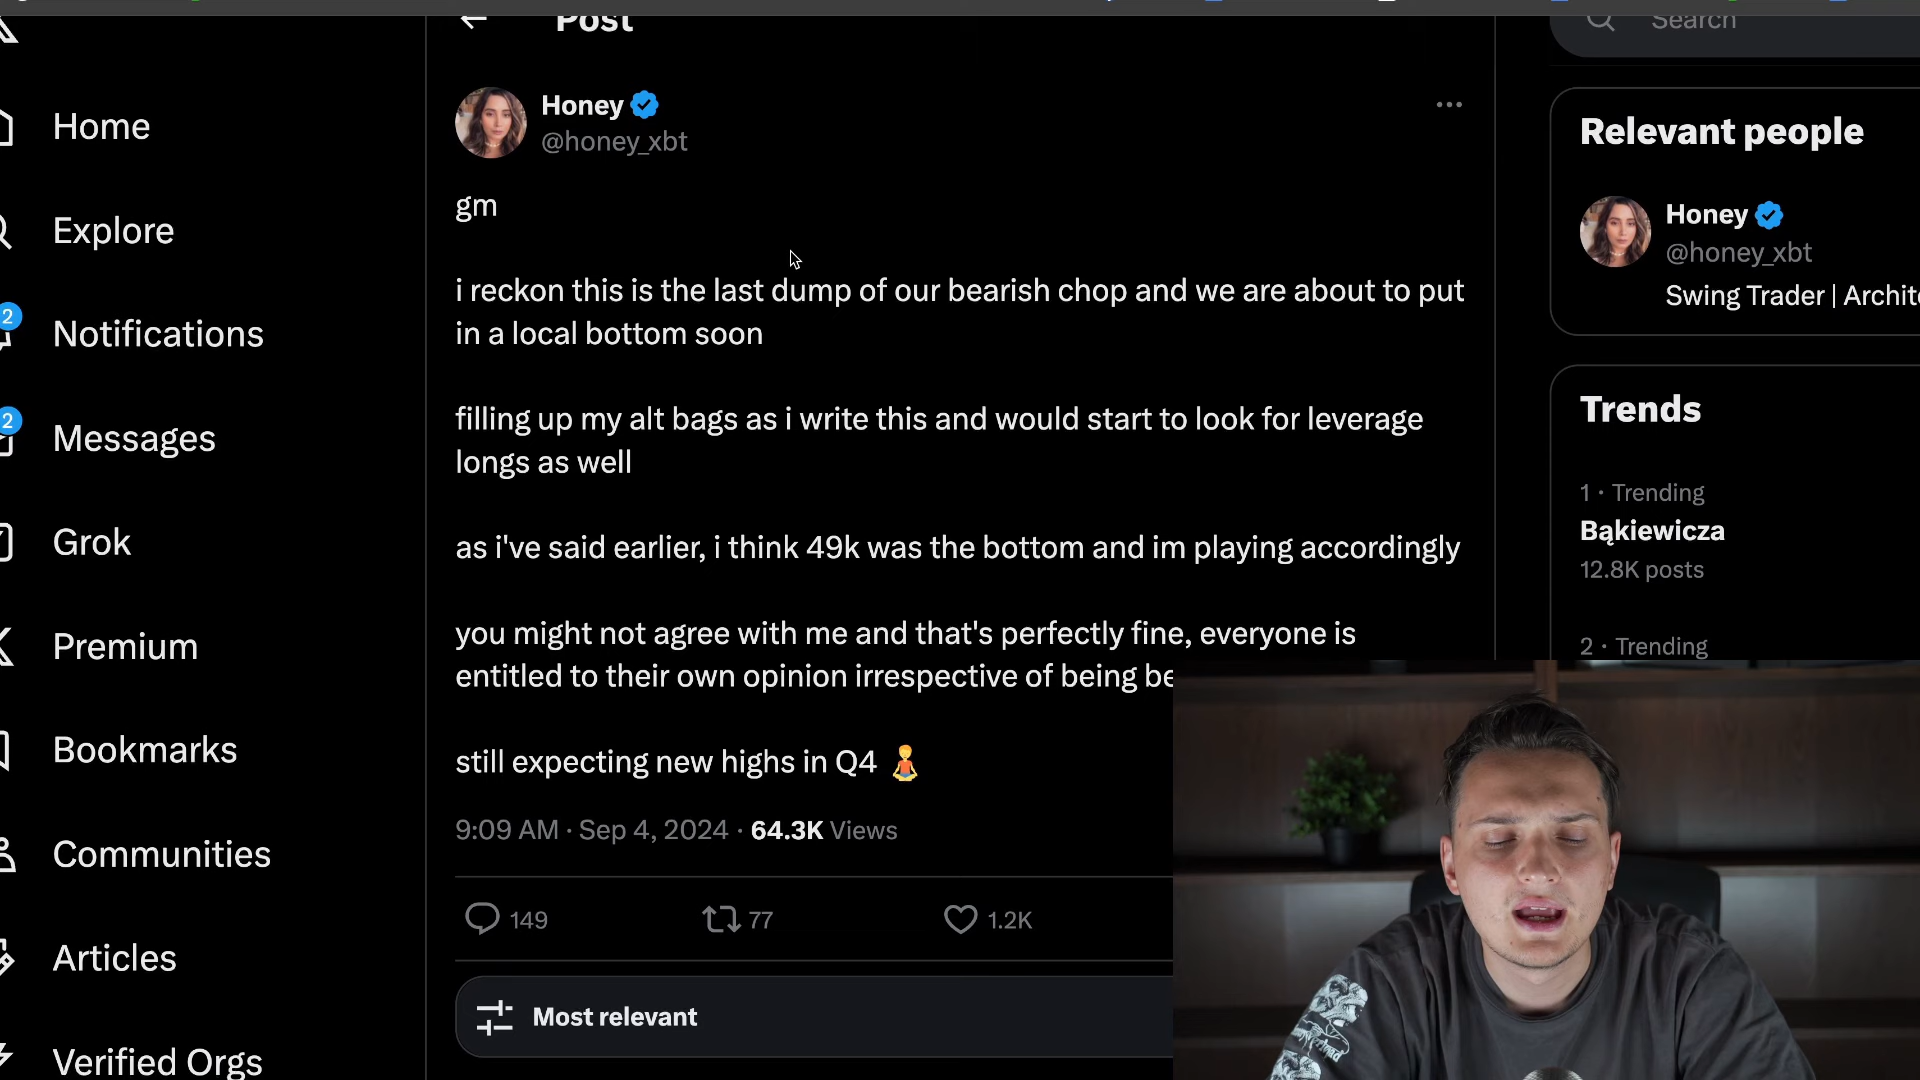 Post
Search
Home
Explore
2
Notifications
2
Messages
Grok
Premium
Bookmarks
Communities
Articles
Verified Orgs
Honey
@honey_xbt
gm
i reckon this is the last dump of our bearish chop and we are about to put
in a local bottom soon
filling up my alt bags as i write this and would start to look for leverage
longs as well
as i've said earlier, i think 49k was the bottom and im playing accordingly
you might not agree with me and that's perfectly fine, everyone is
entitled to their own opinion irrespective of being
still expecting new highs in Q4
9:09 AM · Sep 4, 2024 · 64.3K Views
149 77 1.2K
Most relevant
Relevant people
Honey
@honey_xbt
Swing Trader |
Trends
1 · Trending
Bąkiewicza
12.8K posts
2 · Trending